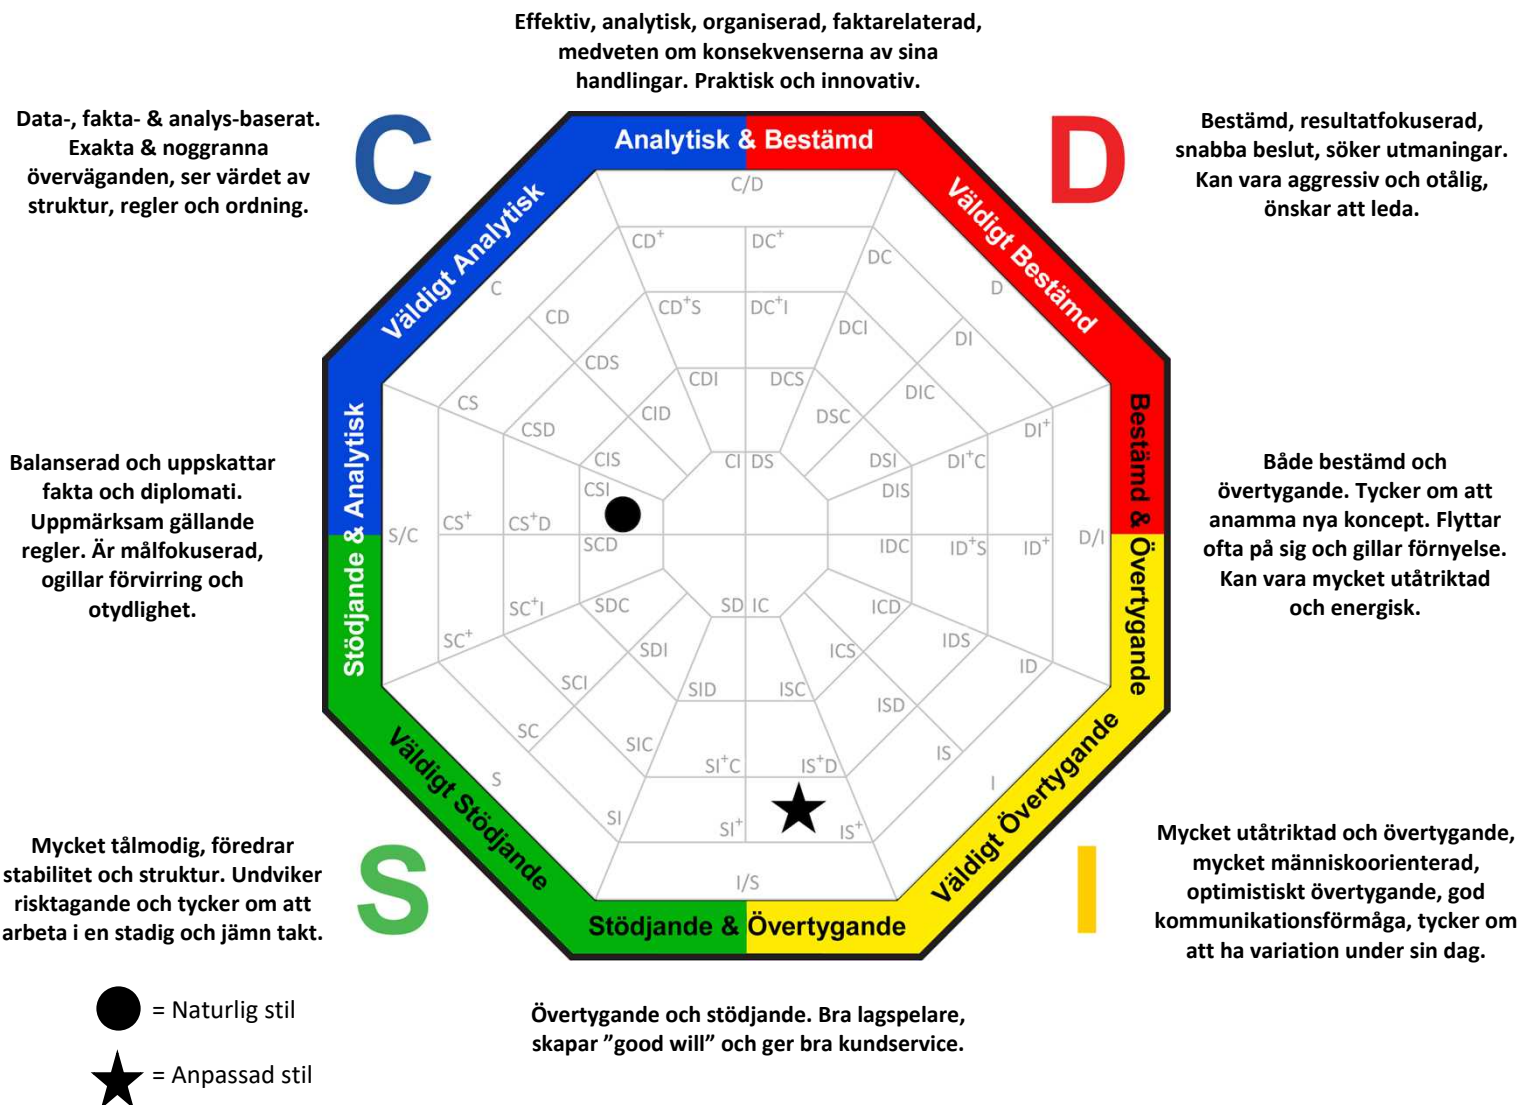 Effektiv, analytisk, organiserad, faktarelaterad,
medveten om konsekvenserna av sina
handlingar. Praktisk och innovativ.
Data-, fakta- & analys-baserat.
Exakta & noggranna
överväganden, ser värdet av
struktur, regler och ordning.
C
D
Bestämd, resultatfokuserad,
snabba beslut, söker utmaningar.
Kan vara aggressiv och otålig,
önskar att leda.
Analytisk & Bestämd
Väldigt Analytisk
Väldigt Bestämd
Stödjande & Analytisk
Bestämd & Övertygande
Väldigt Stödjande
Väldigt Övertygande
Stödjande & Övertygande
C/D
CD+
DC+
DC
C
D
CD
CD+S
DC+I
DCI
DI
CDS
CDI
DCS
DIC
CS
CID
DSC
DI+
CSD
CIS
CI
DS
DSI
DI+C
CSI
DIS
S/C
CS+
CS+D
SCD
IDC
ID+S
ID+
D/I
SC+I
SDC
SD
IC
ICD
SC+
SDI
ICS
IDS
ID
SCI
SID
ISC
ISD
SC
SIC
SI+C
IS+D
IS
S
I
SI
SI+
IS+
I/S
Balanserad och uppskattar
fakta och diplomati.
Uppmärksam gällande
regler. Är målfokuserad,
ogillar förvirring och
otydlighet.
Både bestämd och
övertygande. Tycker om att
anamma nya koncept. Flyttar
ofta på sig och gillar förnyelse.
Kan vara mycket utåtriktad
och energisk.
Mycket tålmodig, föredrar
stabilitet och struktur. Undviker
risktagande och tycker om att
arbeta i en stadig och jämn takt.
S
I
Mycket utåtriktad och övertygande,
mycket människoorienterad,
optimistiskt övertygande, god
kommunikationsförmåga, tycker om
att ha variation under sin dag.
= Naturlig stil
= Anpassad stil
Övertygande och stödjande. Bra lagspelare,
skapar ”good will” och ger bra kundservice.